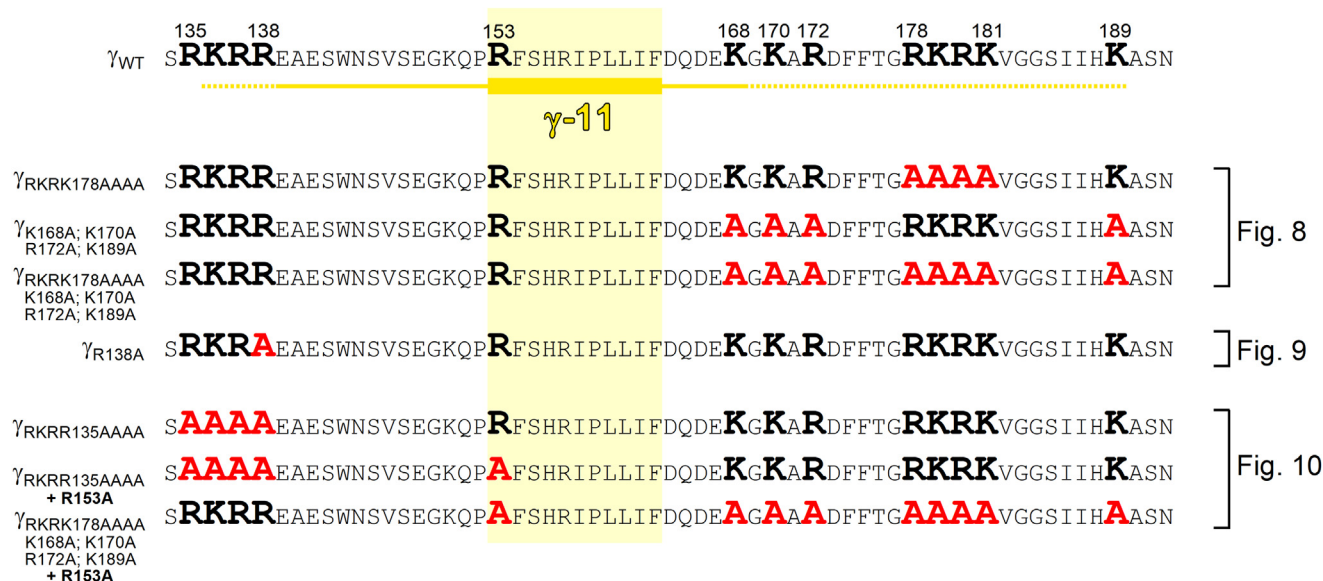 135 138 153 168 170 172 178 181 189
γWT SRKRREAESWNSVSEGKQPRFSHRIPLLIFDQDEKGKARDFFTGRKRKVGGSIIHKASN
γ-11
γRKRK178AAAA SRKRREAESWNSVSEGKQPRFSHRIPLLIFDQDEKGKARDFFTGAAAAVGGSIIHKASN
γK168A; K170A SRKRREAESWNSVSEGKQPRFSHRIPLLIFDQDEAGAAADFFTGRKRKVGGSIIHAASN
R172A; K189A
Fig. 8
γRKRK178AAAA SRKRREAESWNSVSEGKQPRFSHRIPLLIFDQDEAGAAADFFTGAAAAVGGSIIHAASN
K168A; K170A
R172A; K189A
γR138A SRKRAEAESWNSVSEGKQPRFSHRIPLLIFDQDEKGKARDFFTGRKRKVGGSIIHKASN Fig. 9
γRKRR135AAAA SAAAAEAESWNSVSEGKQPRFSHRIPLLIFDQDEKGKARDFFTGRKRKVGGSIIHKASN
γRKRR135AAAA SAAAAEAESWNSVSEGKQPAFSHRIPLLIFDQDEKGKARDFFTGRKRKVGGSIIHKASN
+ R153A
Fig. 10
γRKRK178AAAA SRKRREAESWNSVSEGKQPAFSHRIPLLIFDQDEAGAAADFFTGAAAAVGGSIIHAASN
K168A; K170A
R172A; K189A
+ R153A